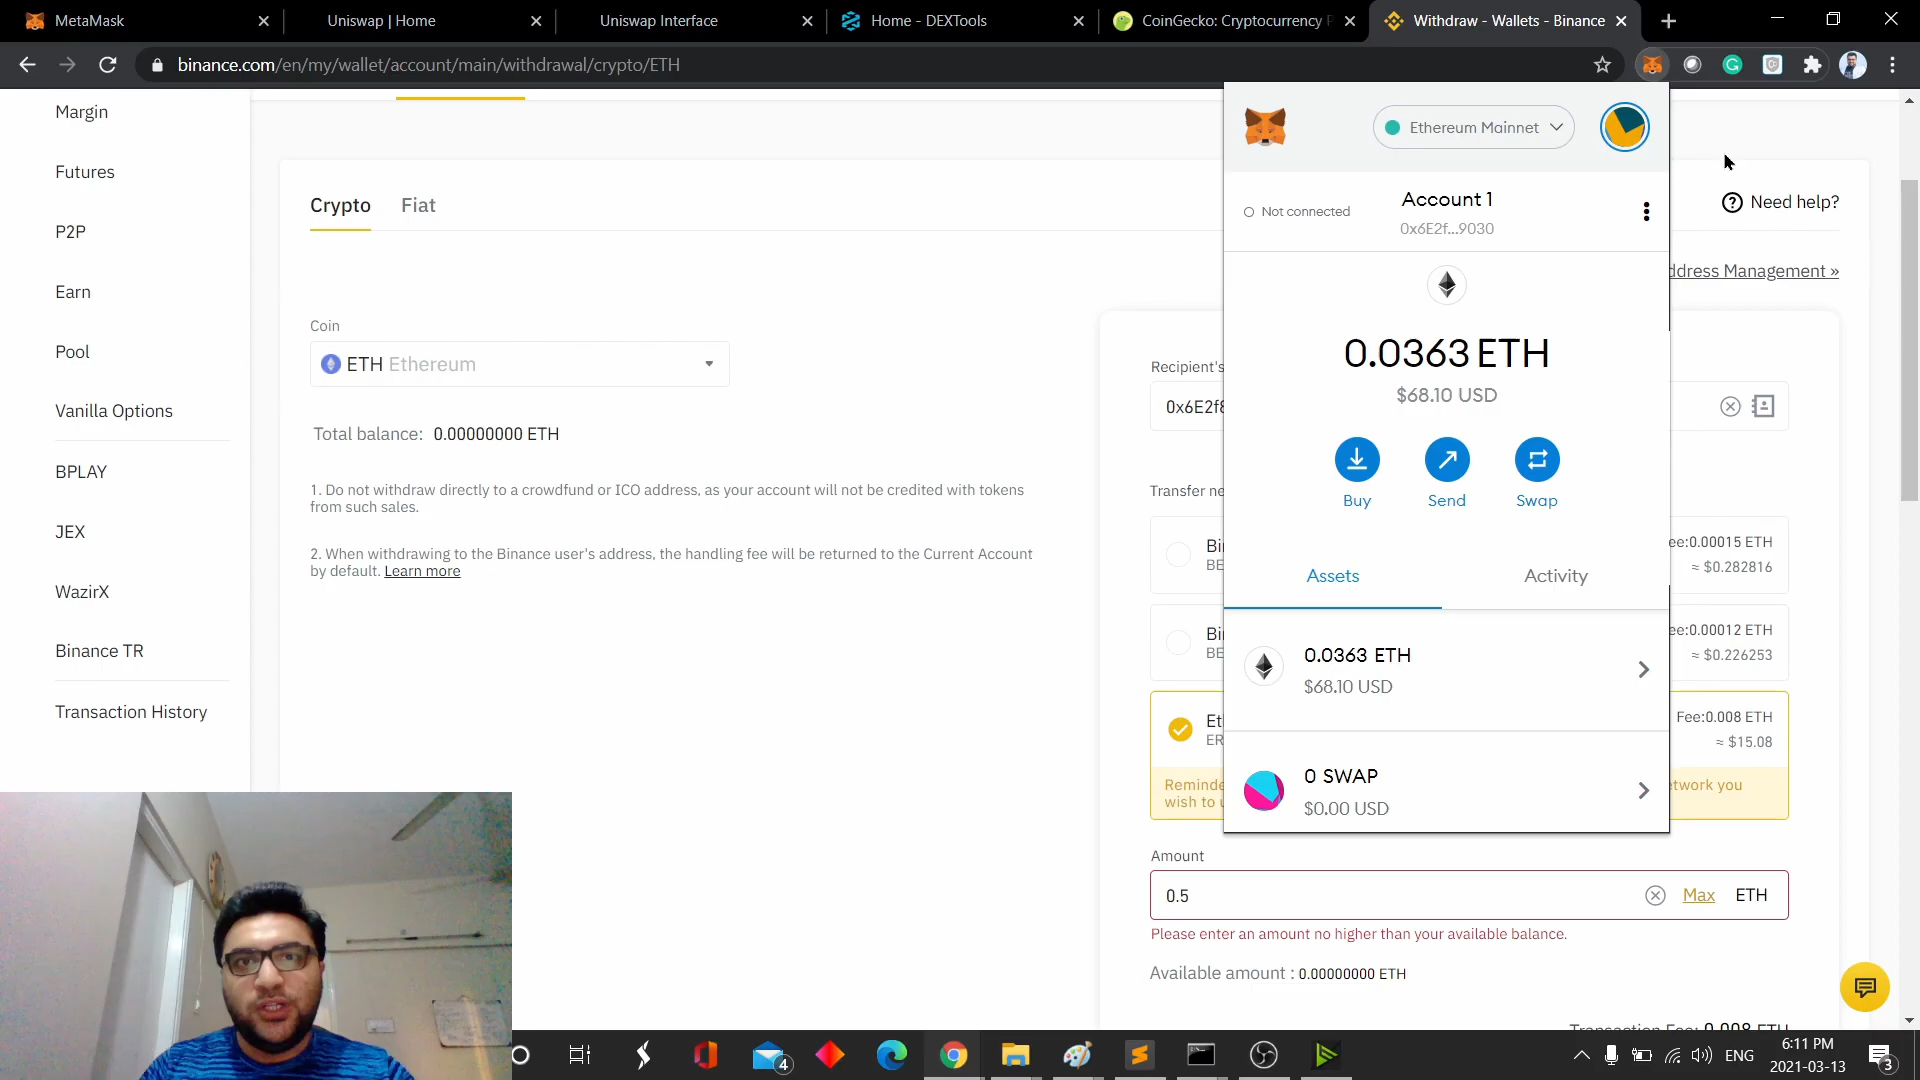 MetaMask
Uniswap | Home
Uniswap Interface
Home - DEXTools
CoinGecko: Cryptocurrency P
Withdraw - Wallets - Binance
binance.com/en/my/wallet/account/main/withdrawal/crypto/ETH
Margin
Futures
P2P
Earn
Pool
Vanilla Options
BPLAY
JEX
WazirX
Binance TR
Transaction History
Crypto
Fiat
Need help?
ddress Management »
Coin
ETH Ethereum
Total balance: 0.00000000 ETH
1. Do not withdraw directly to a crowdfund or ICO address, as your account will not be credited with tokens
from such sales.
2. When withdrawing to the Binance user's address, the handling fee will be returned to the Current Account
by default. Learn more
Recipient's
0x6E2f8
Transfer ne
Bi
BE
ee:0.00015 ETH
≈ $0.282816
Bi
BE
ee:0.00012 ETH
≈ $0.226253
Et
ER
Fee:0.008 ETH
≈ $15.08
Reminde
twork you
wish to u
Amount
0.5
Max
ETH
Please enter an amount no higher than your available balance.
Available amount : 0.00000000 ETH
Transaction Fee: 0.008 ETH
Ethereum Mainnet
Not connected
Account 1
0x6E2f...9030
0.0363 ETH
$68.10 USD
Buy
Send
Swap
Assets
Activity
0.0363 ETH
$68.10 USD
0 SWAP
$0.00 USD
4
ENG
6:11 PM
2021-03-13
3